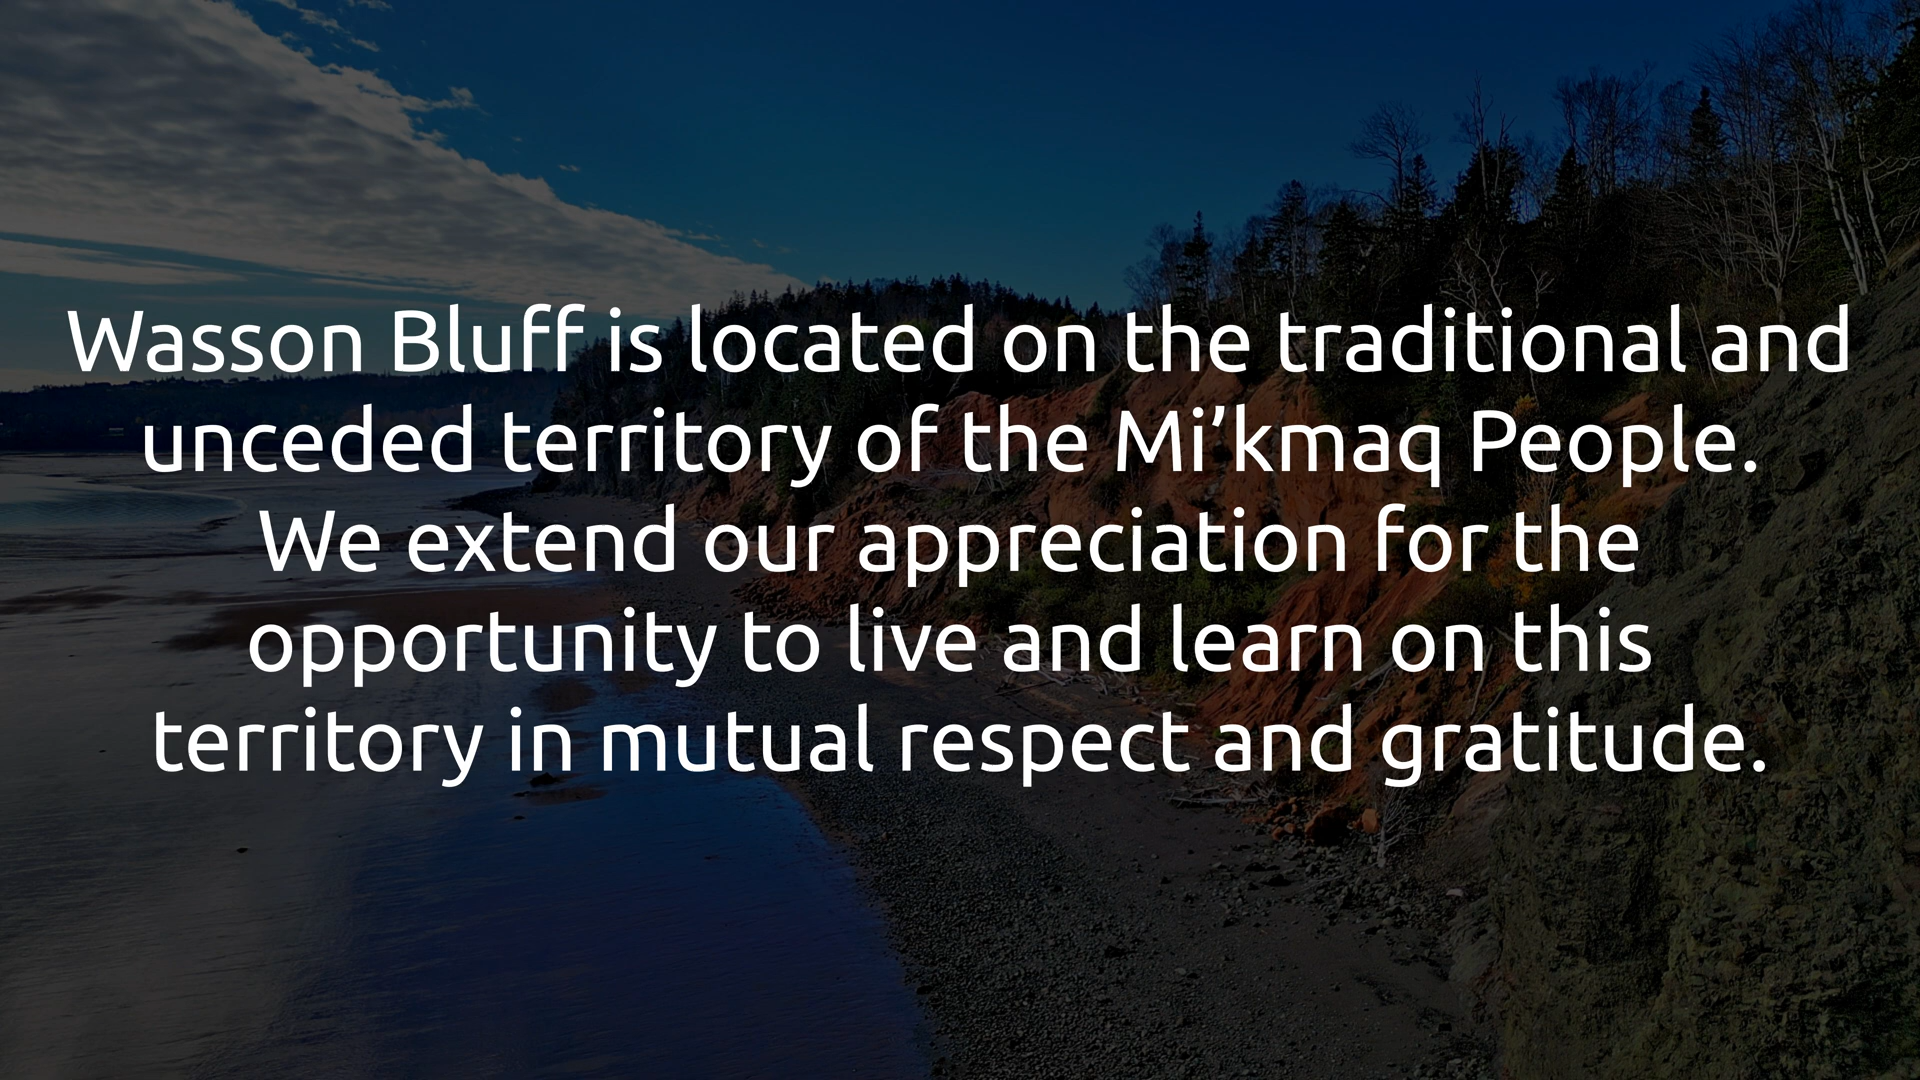 Wasson Bluff is located on the traditional and
unceded territory of the Mi’kmaq People.
We extend our appreciation for the
opportunity to live and learn on this
territory in mutual respect and gratitude.